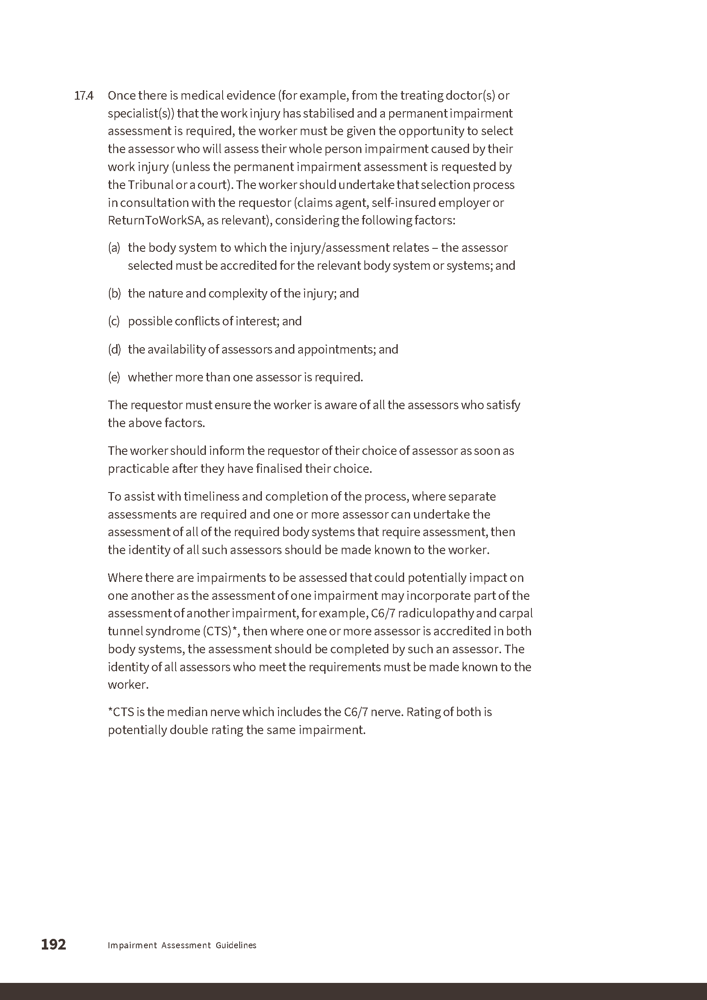 17.4 Once there is medical evidence (for example, from the treating doctor(s) or
specialist(s)) that the work injury has stabilised and a permanent impairment
assessment is required, the worker must be given the opportunity to select
the assessor who will assess their whole person impairment caused by their
work injury (unless the permanent impairment assessment is requested by
the Tribunal or a court). The worker should undertake that selection process
in consultation with the requestor (claims agent, self-insured employer or
ReturnToWorkSA, as relevant), considering the following factors:
(a) the body system to which the injury/assessment relates – the assessor
selected must be accredited for the relevant body system or systems; and
(b) the nature and complexity of the injury; and
(c) possible conflicts of interest; and
(d) the availability of assessors and appointments; and
(e) whether more than one assessor is required.
The requestor must ensure the worker is aware of all the assessors who satisfy
the above factors.
The worker should inform the requestor of their choice of assessor as soon as
practicable after they have finalised their choice.
To assist with timeliness and completion of the process, where separate
assessments are required and one or more assessor can undertake the
assessment of all of the required body systems that require assessment, then
the identity of all such assessors should be made known to the worker.
Where there are impairments to be assessed that could potentially impact on
one another as the assessment of one impairment may incorporate part of the
assessment of another impairment, for example, C6/7 radiculopathy and carpal
tunnel syndrome (CTS)*, then where one or more assessor is accredited in both
body systems, the assessment should be completed by such an assessor. The
identity of all assessors who meet the requirements must be made known to the
worker.
*CTS is the median nerve which includes the C6/7 nerve. Rating of both is
potentially double rating the same impairment.
192 Impairment Assessment Guidelines